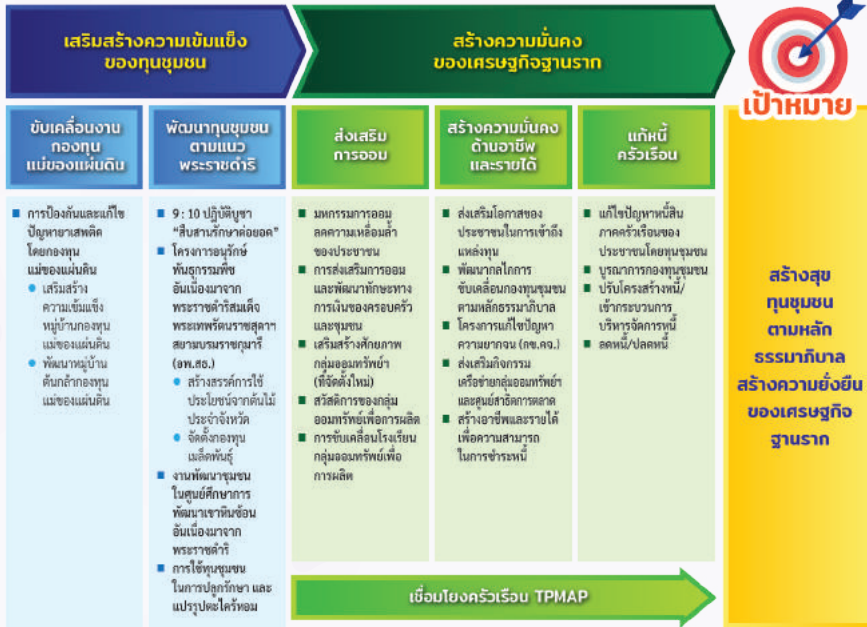 เสริมสร้างความเข้มแข็ง
ของทุนชุมชน
สร้างความมั่นคง
ของเศรษฐกิจฐานราก
เป้าหมาย
ขับเคลื่อนงาน
กองทุน
แม่ของแผ่นดิน
■ การป้องกันและแก้ไข
ปัญหายาเสพติด
โดยกองทุน
แม่ของแผ่นดิน
● เสริมสร้าง
ความเข้มแข็ง
หมู่บ้านกองทุน
แม่ของแผ่นดิน
● พัฒนาหมู่บ้าน
ต้นกล้ากองทุน
แม่ของแผ่นดิน
พัฒนาทุนชุมชน
ตามแนว
พระราชดำริ
■ 9 : 10 ปฏิบัติบูชา
“สืบสานรักษาต่อยอด”
■ โครงการอนุรักษ์
พันธุกรรมพืช
อันเนื่องมาจาก
พระราชดำริสมเด็จ
พระเทพรัตนราชสุดาฯ
สยามบรมราชกุมารี
(อพ.สธ.)
● สร้างสรรค์การใช้
ประโยชน์จากต้นไม้
ประจำจังหวัด
● จัดตั้งกองทุน
เมล็ดพันธุ์
■ งานพัฒนาชุมชน
ในศูนย์ศึกษาการ
พัฒนาเขาหินซ้อน
อันเนื่องมาจาก
พระราชดำริ
■ การใช้ทุนชุมชน
ในการปลูกรักษา และ
แปรรูปตะไคร้หอม
ส่งเสริม
การออม
■ มหกรรมการออม
ลดความเหลื่อมล้ำ
ของประชาชน
■ การส่งเสริมการออม
และพัฒนาทักษะทาง
การเงินของครอบครัว
และชุมชน
■ เสริมสร้างศักยภาพ
กลุ่มออมทรัพย์ฯ
(ที่จัดตั้งใหม่)
■ สวัสดิการของกลุ่ม
ออมทรัพย์เพื่อการผลิต
■ การขับเคลื่อนโรงเรียน
กลุ่มออมทรัพย์เพื่อ
การผลิต
สร้างความมั่นคง
ด้านอาชีพ
และรายได้
■ ส่งเสริมโอกาสของ
ประชาชนในการเข้าถึง
แหล่งทุน
■ พัฒนากลไกการ
ขับเคลื่อนกองทุนชุมชน
ตามหลักธรรมาภิบาล
■ โครงการแก้ไขปัญหา
ความยากจน (กข.คจ.)
■ ส่งเสริมกิจกรรม
เครือข่ายกลุ่มออมทรัพย์ฯ
และศูนย์สาธิตการตลาด
■ สร้างอาชีพและรายได้
เพื่อความสามารถ
ในการชำระหนี้
แก้หนี้
ครัวเรือน
■ แก้ไขปัญหาหนี้สิน
ภาคครัวเรือนของ
ประชาชนโดยทุนชุมชน
■ บูรณาการกองทุนชุมชน
■ ปรับโครงสร้างหนี้/
เข้ากระบวนการ
บริหารจัดการหนี้
■ ลดหนี้/ปลดหนี้
เชื่อมโยงครัวเรือน TPMAP
สร้างสุข
ทุนชุมชน
ตามหลัก
ธรรมาภิบาล
สร้างความยั่งยืน
ของเศรษฐกิจ
ฐานราก